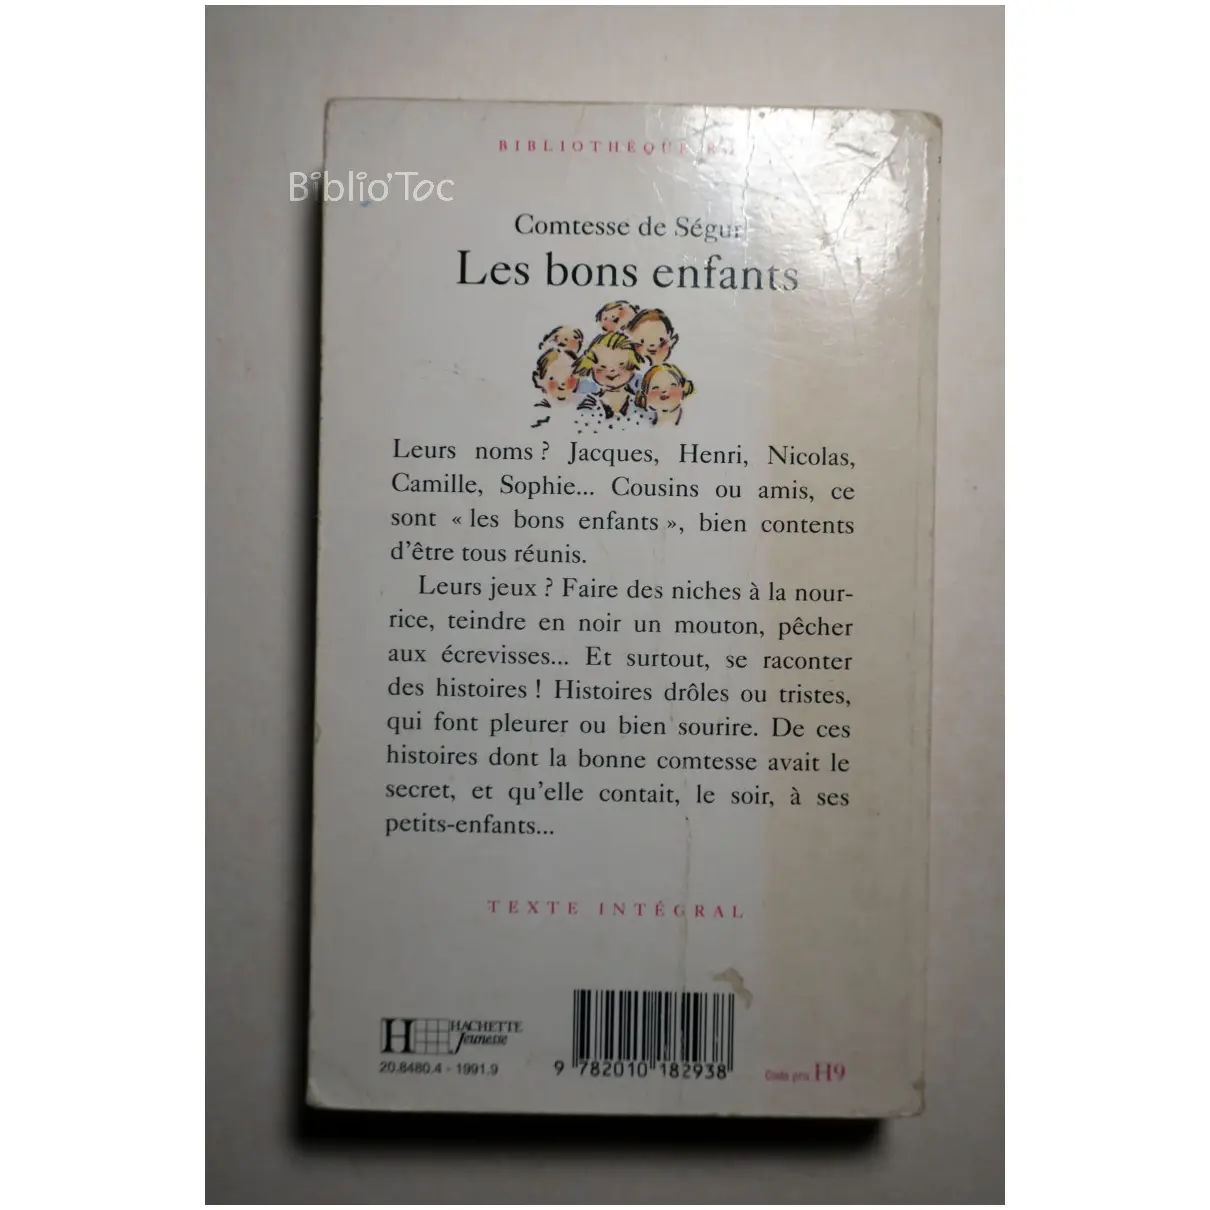 BIBLIOTHÈQUE
Biblio'Toc
Comtesse de Ségur
Les bons enfants
Leurs noms ? Jacques, Henri, Nicolas,
Camille, Sophie... Cousins ou amis, ce
sont « les bons enfants », bien contents
d'être tous réunis.
Leurs jeux ? Faire des niches à la nour-
rice, teindre en noir un mouton, pêcher
aux écrevisses... Et surtout, se raconter
des histoires ! Histoires drôles ou tristes,
qui font pleurer ou bien sourire. De ces
histoires dont la bonne comtesse avait le
secret, et qu'elle contait, le soir, à ses
petits-enfants...
TEXTE INTÉGRAL
H HACHETTE
Jeunesse
20.8480.4 - 1991.9
9 782010 182938
Code prix H9